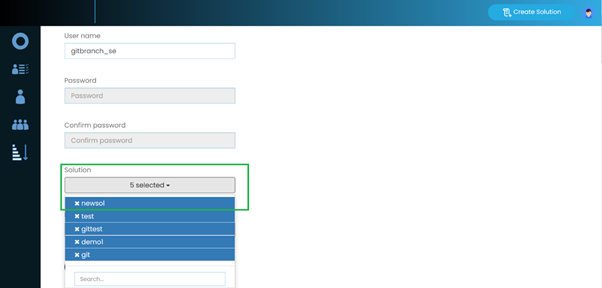 Create Solution
User name
gitbranch_se
Password
Password
Confirm password
Confirm password
Solution
5 selected
✖ newsol
✖ test
✖ gittest
✖ demo1
✖ git
Search...